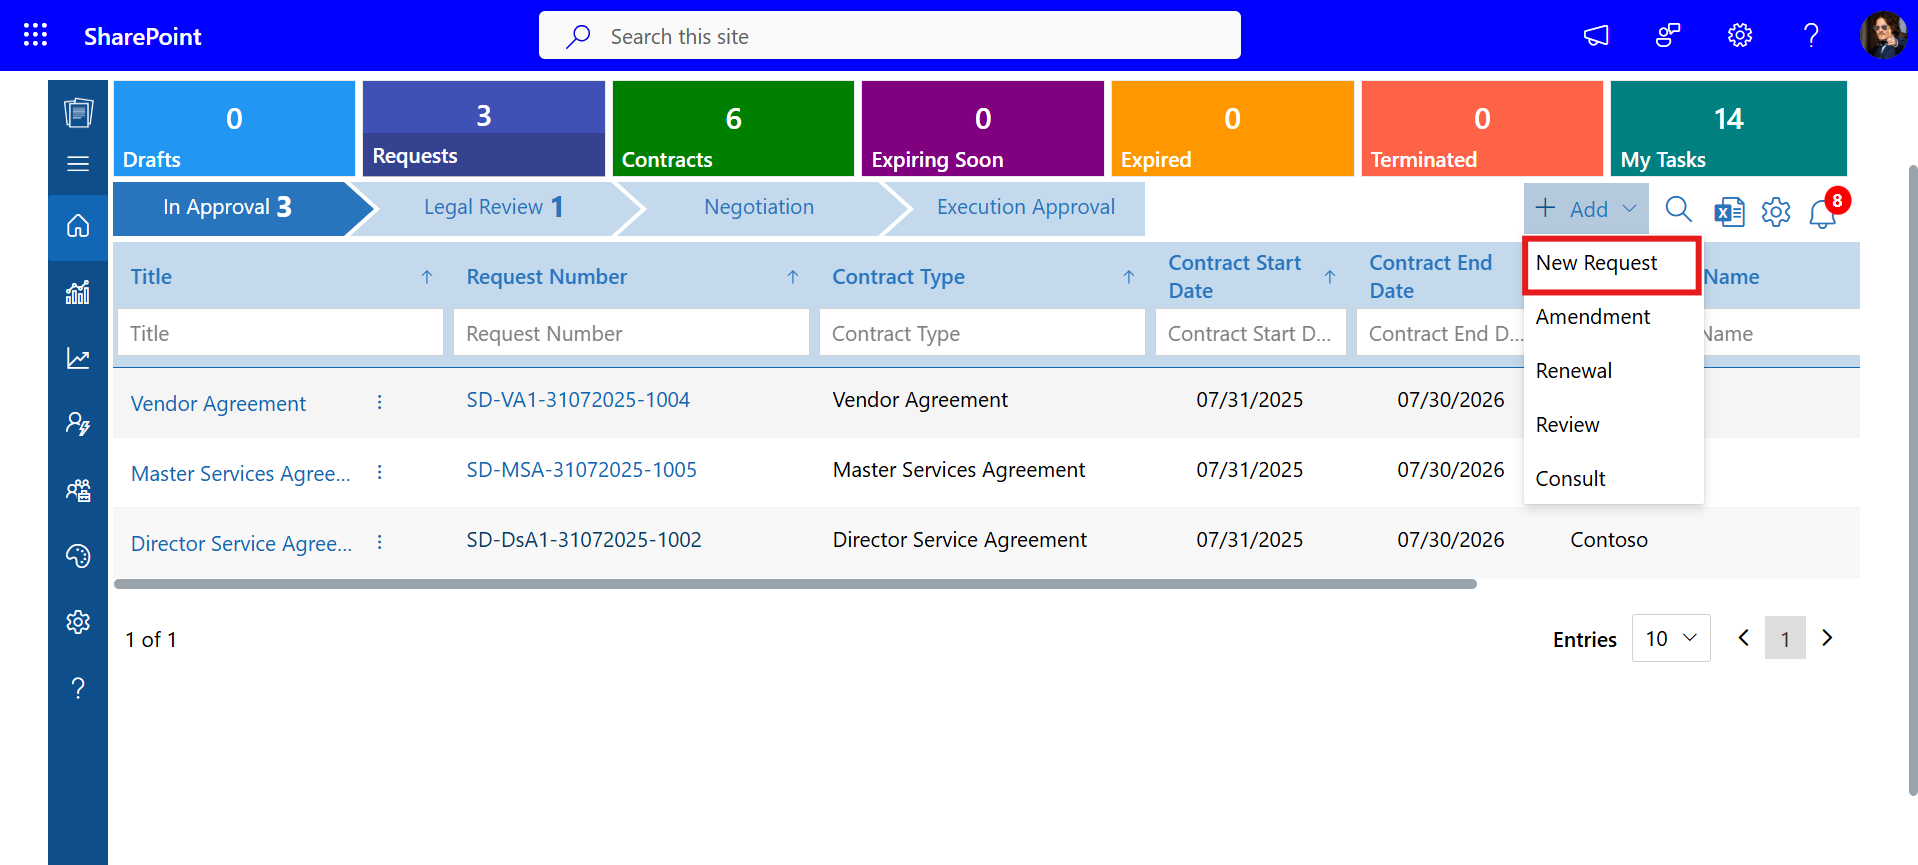 SharePoint
Search this site
0
Drafts
3
Requests
6
Contracts
0
Expiring Soon
0
Expired
0
Terminated
14
My Tasks
In Approval 3
Legal Review 1
Negotiation
Execution Approval
Add
8
New Request
Amendment
Renewal
Review
Consult
Title
Request Number
Contract Type
Contract Start
Date
Contract End
Date
Name
Title
Request Number
Contract Type
Contract Start D...
Contract End D...
Name
Vendor Agreement
SD-VA1-31072025-1004
Vendor Agreement
07/31/2025
07/30/2026
Master Services Agree...
SD-MSA-31072025-1005
Master Services Agreement
07/31/2025
07/30/2026
Director Service Agree...
SD-DsA1-31072025-1002
Director Service Agreement
07/31/2025
07/30/2026
Contoso
1 of 1
Entries
10
1